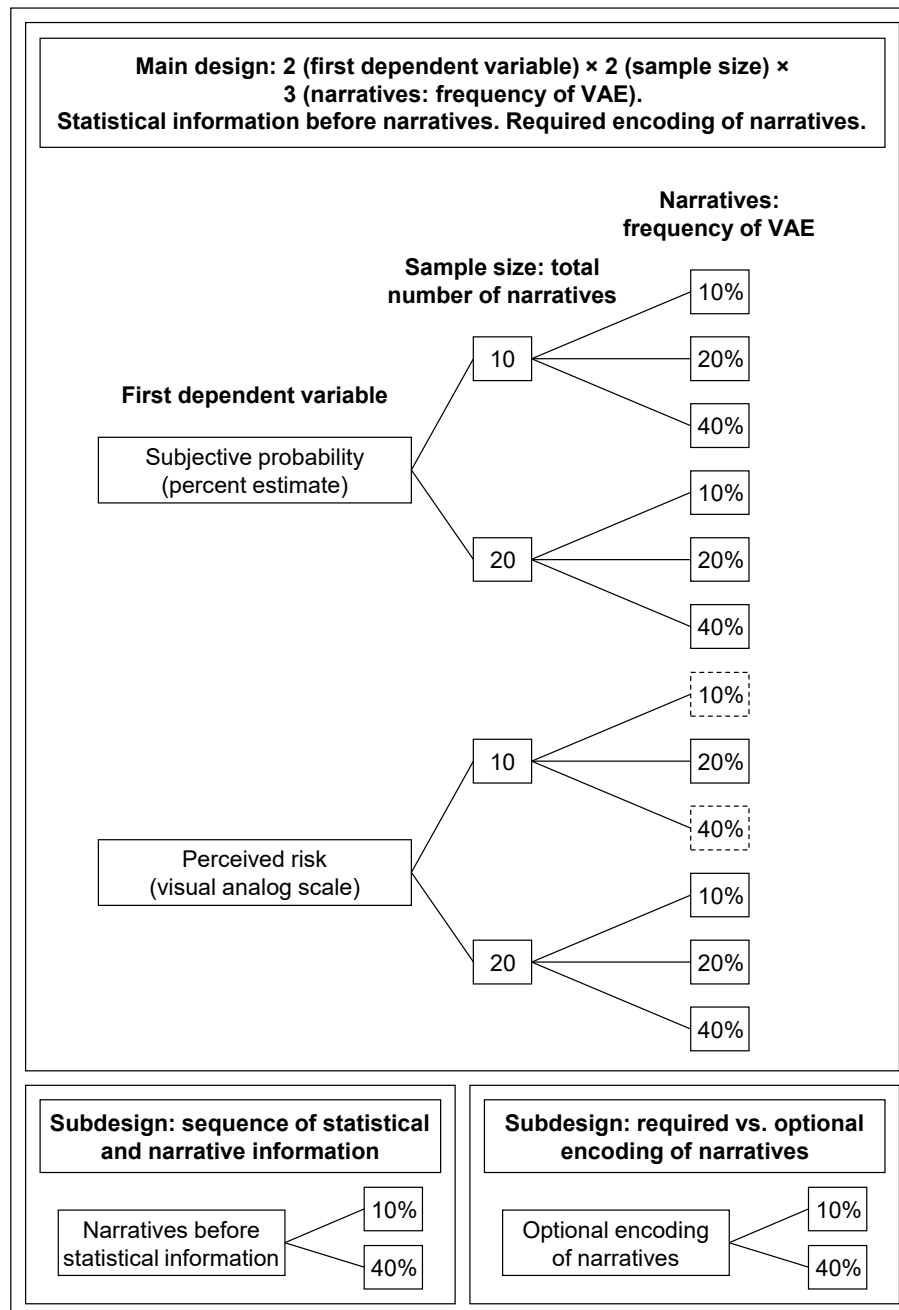 Main design: 2 (first dependent variable) × 2 (sample size) ×
3 (narratives: frequency of VAE).
Statistical information before narratives. Required encoding of narratives.
Narratives:
frequency of VAE
Sample size: total
number of narratives
First dependent variable
Subjective probability
(percent estimate)
10
10%
20%
40%
20
10%
20%
40%
Perceived risk
(visual analog scale)
10
10%
20%
40%
20
10%
20%
40%
Subdesign: sequence of statistical
and narrative information
Narratives before
statistical information
10%
40%
Subdesign: required vs. optional
encoding of narratives
Optional encoding
of narratives
10%
40%